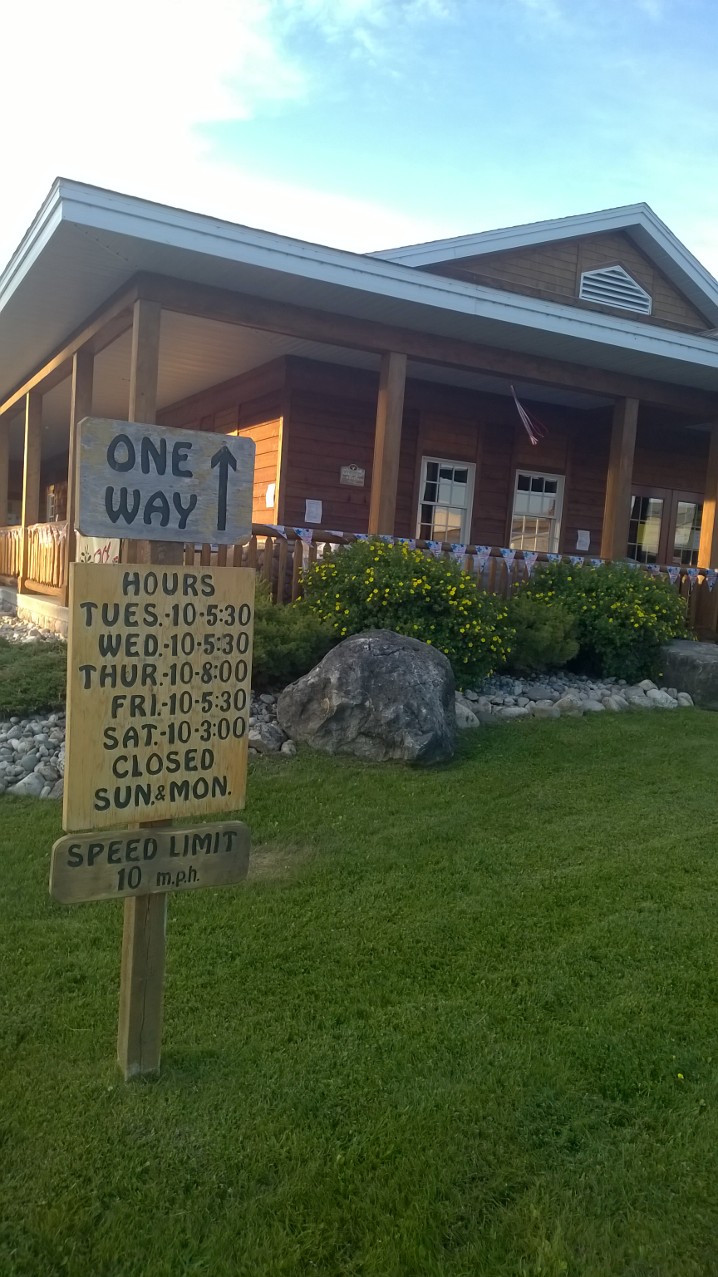 ONE
WAY
HOURS
TUES.-10-5:30
WED.-10-5:30
THUR.-10-8:00
FRI.-10-5:30
SAT.-10-3:00
CLOSED
SUN.&MON.
SPEED LIMIT
10 m.p.h.